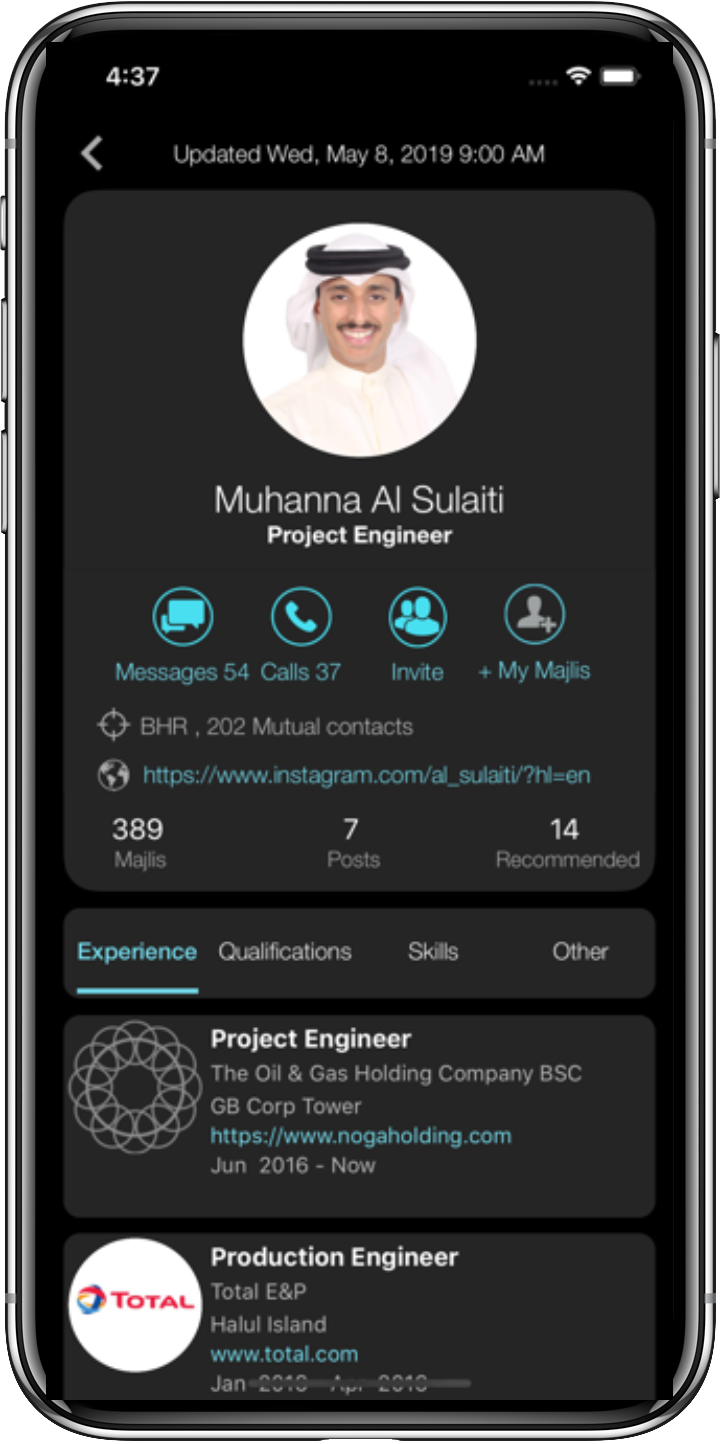 4:37
Updated Wed, May 8, 2019 9:00 AM
Muhanna Al Sulaiti
Project Engineer
Messages 54 Calls 37 Invite + My Majlis
BHR , 202 Mutual contacts
https://www.instagram.com/al_sulaiti/?hl=en
389 7 14
Majlis Posts Recommended
Experience Qualifications Skills Other
Project Engineer
The Oil & Gas Holding Company BSC
GB Corp Tower
https://www.nogaholding.com
Jun 2016 - Now
Production Engineer
TOTAL
Total E&P
Halul Island
www.total.com
Jan